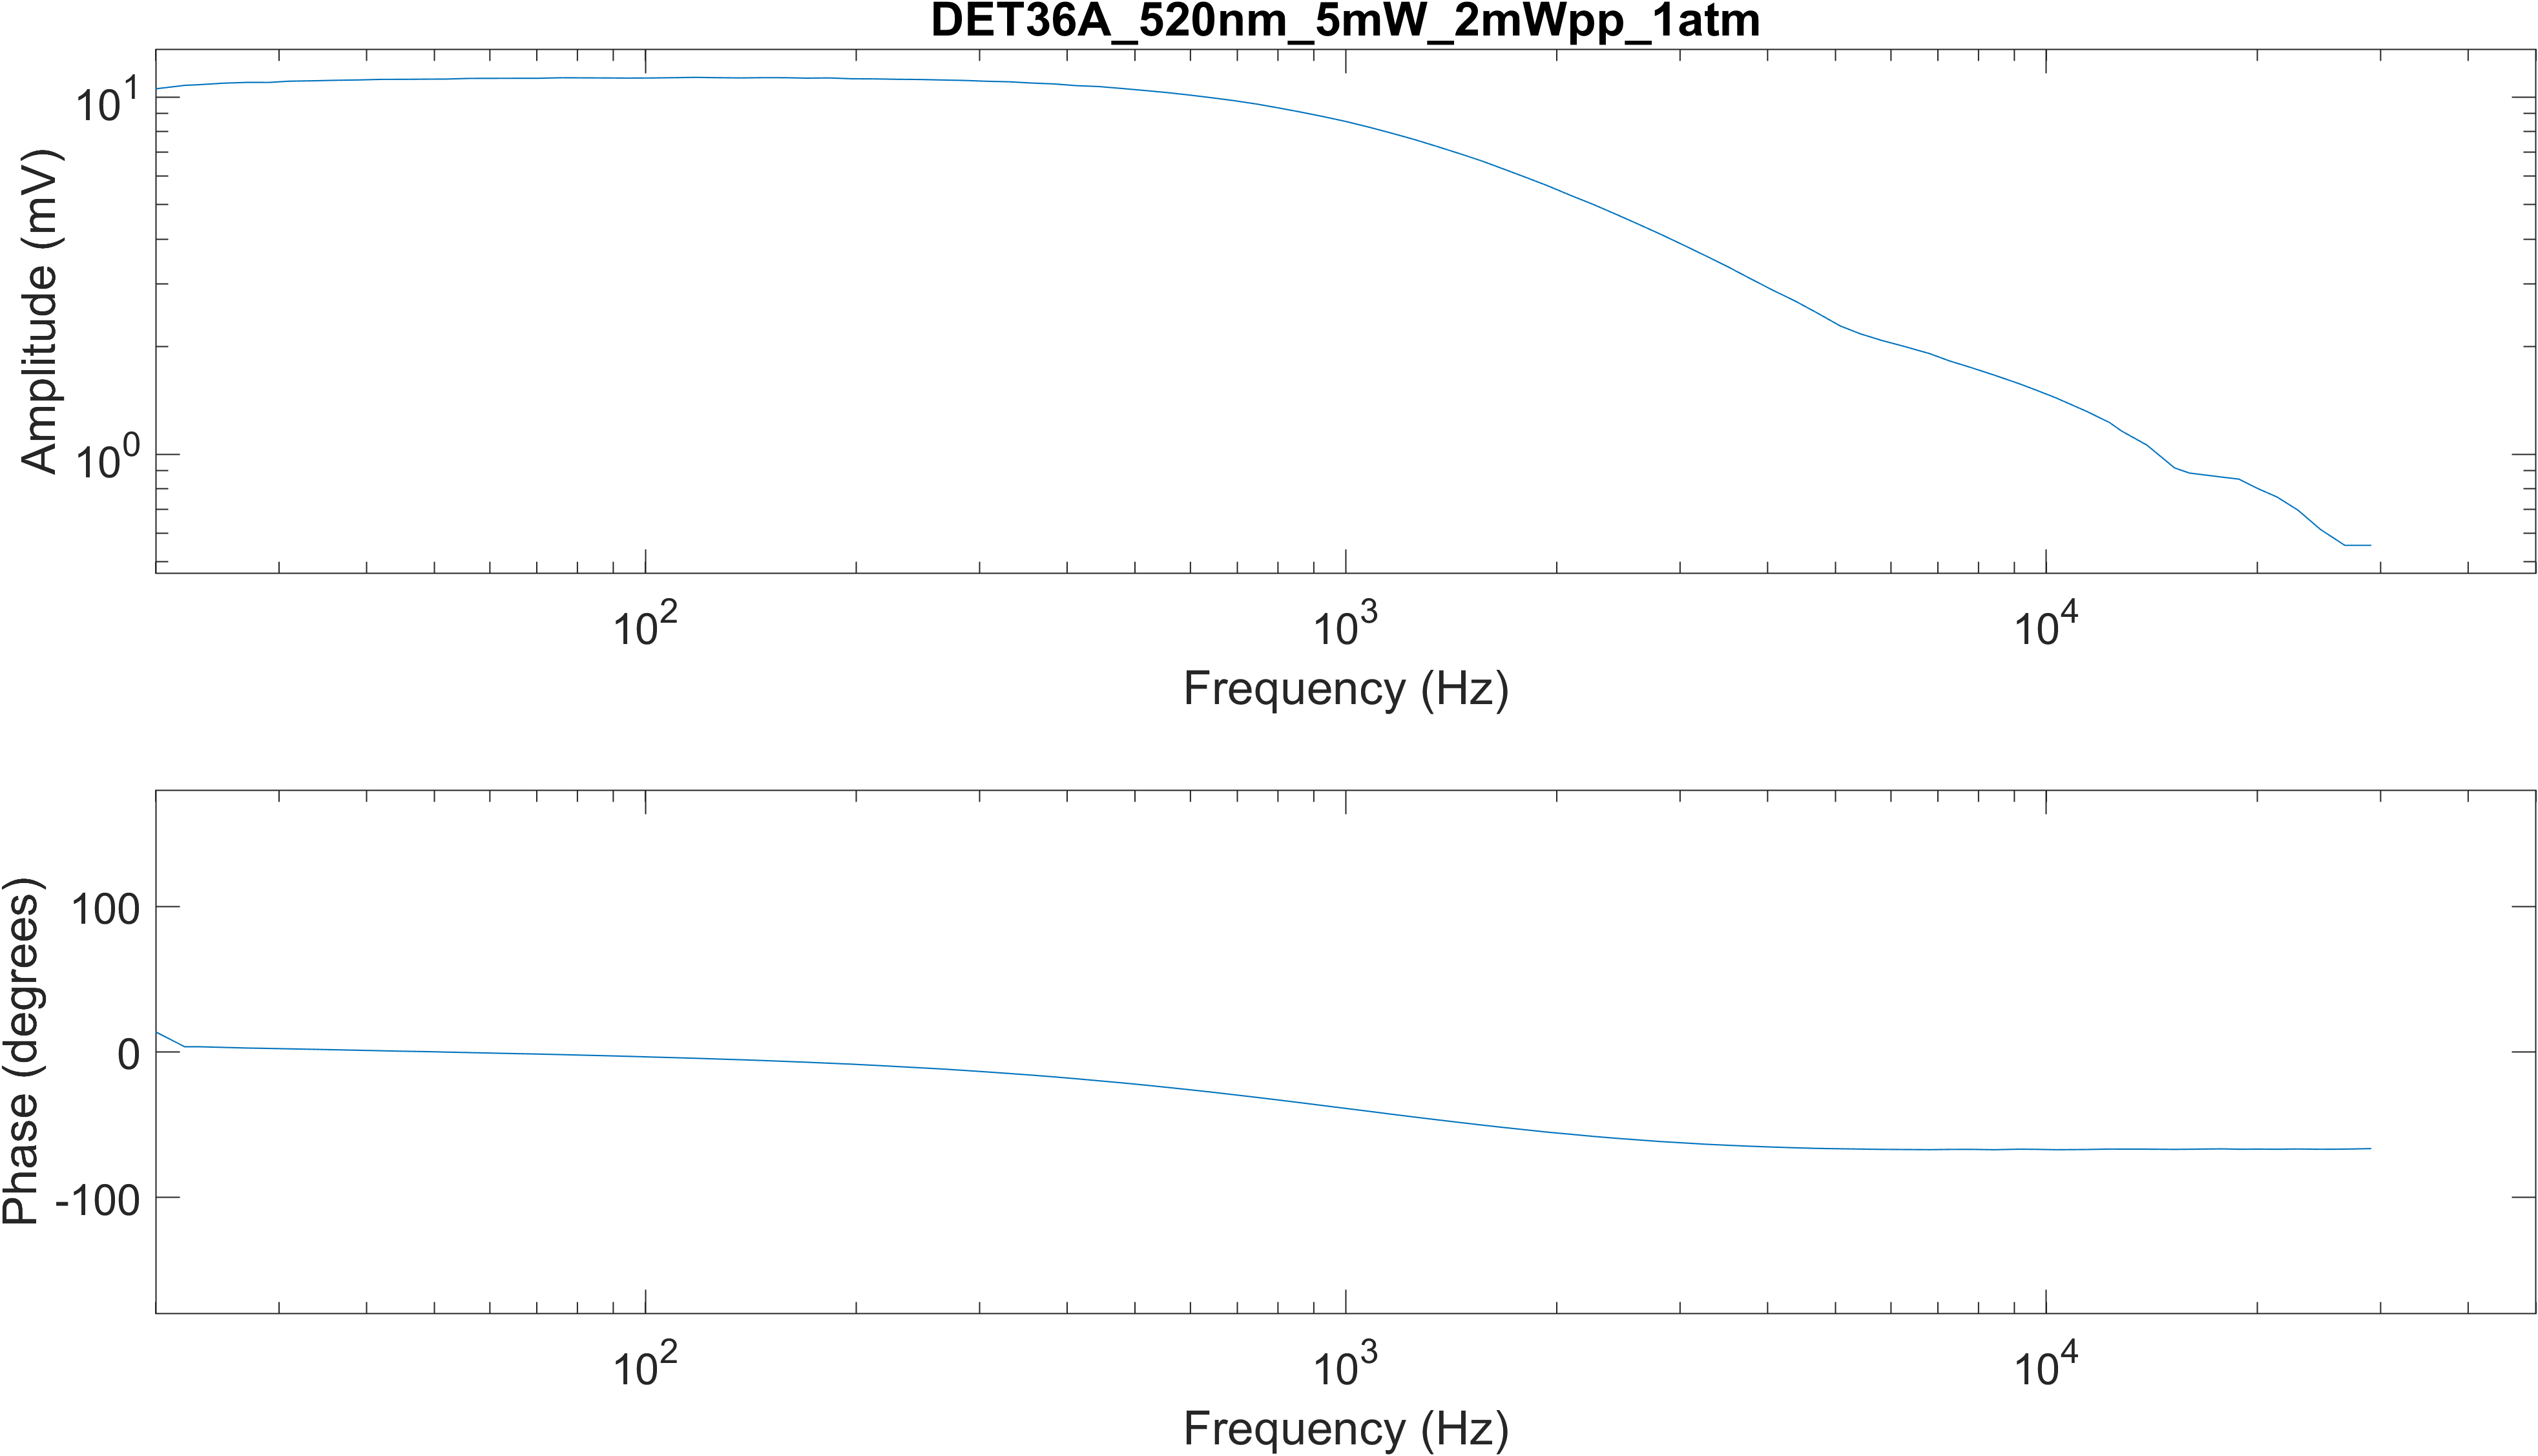 DET36A_520nm_5mW_2mWpp_1atm
Amplitude (mV)
10^1
10^0
10^2
10^3
10^4
Frequency (Hz)
Phase (degrees)
100
0
-100
10^2
10^3
10^4
Frequency (Hz)